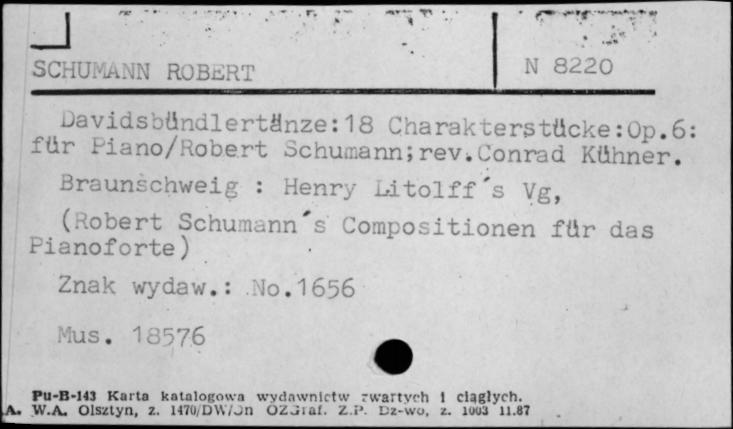 SCHUMANN ROBERT
N 8220
Davidsbündlertänze:18 Charakterstücke:Op.6:
für Piano/Robert Schumann;rev.Conrad Kühner.
Braunschweig : Henry Litolff´s Vg,
(Robert Schumann´s Compositionen für das
Pianoforte)
Znak wydaw.: No.1656
Mus. 18576
Pu-B-143 Karta katalogowa wydawnictw zwartych i ciągłych.
A. W.A. Olsztyn, z. 1470/DW/Jn OZGraf. Z.P. Dz-wo, z. 1003 11.87